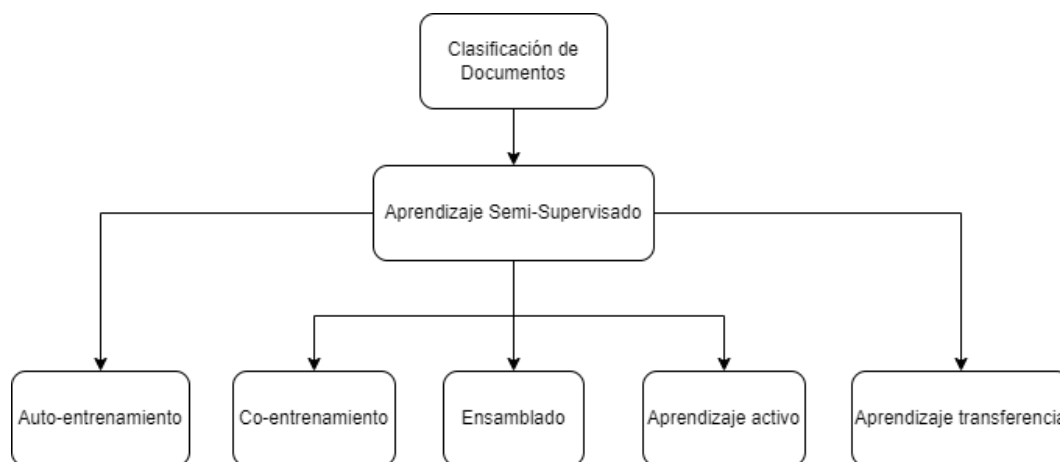 Clasificación de
Documentos
Aprendizaje Semi-Supervisado
Auto-entrenamiento
Co-entrenamiento
Ensamblado
Aprendizaje activo
Aprendizaje transferencia